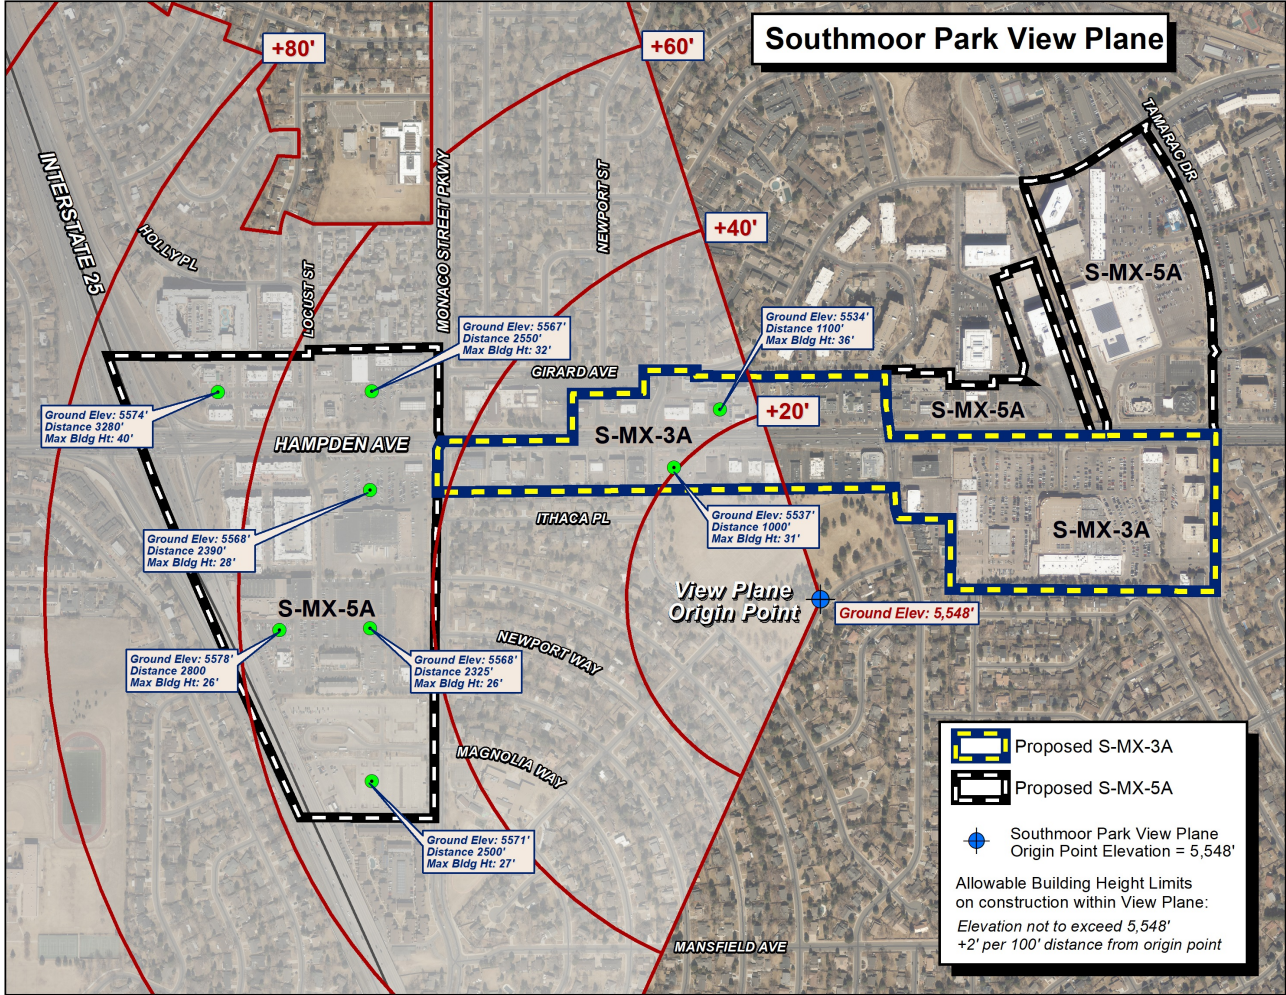 Southmoor Park View Plane
+80'
+60'
TAMARAC DR
INTERSTATE 25
MONACO STREET PKWY
NEWPORT ST
HOLLY PL
LOCUST ST
+40'
S-MX-5A
Ground Elev: 5567'
Distance 2550'
Max Bldg Ht: 32'
Ground Elev: 5534'
Distance 1100'
Max Bldg Ht: 36'
GIRARD AVE
Ground Elev: 5574'
Distance 3280'
Max Bldg Ht: 40'
+20'
S-MX-5A
HAMPDEN AVE
S-MX-3A
Ground Elev: 5568'
Distance 2390'
Max Bldg Ht: 28'
ITHACA PL
Ground Elev: 5537'
Distance 1000'
Max Bldg Ht: 31'
S-MX-3A
View Plane
Origin Point
Ground Elev: 5,548'
S-MX-5A
Ground Elev: 5578'
Distance 2800
Max Bldg Ht: 26'
Ground Elev: 5568'
Distance 2325'
Max Bldg Ht: 26'
NEWPORT WAY
MAGNOLIA WAY
Ground Elev: 5571'
Distance 2500'
Max Bldg Ht: 27'
MANSFIELD AVE
Proposed S-MX-3A
Proposed S-MX-5A
Southmoor Park View Plane
Origin Point Elevation = 5,548'
Allowable Building Height Limits
on construction within View Plane:
Elevation not to exceed 5,548'
+2' per 100' distance from origin point